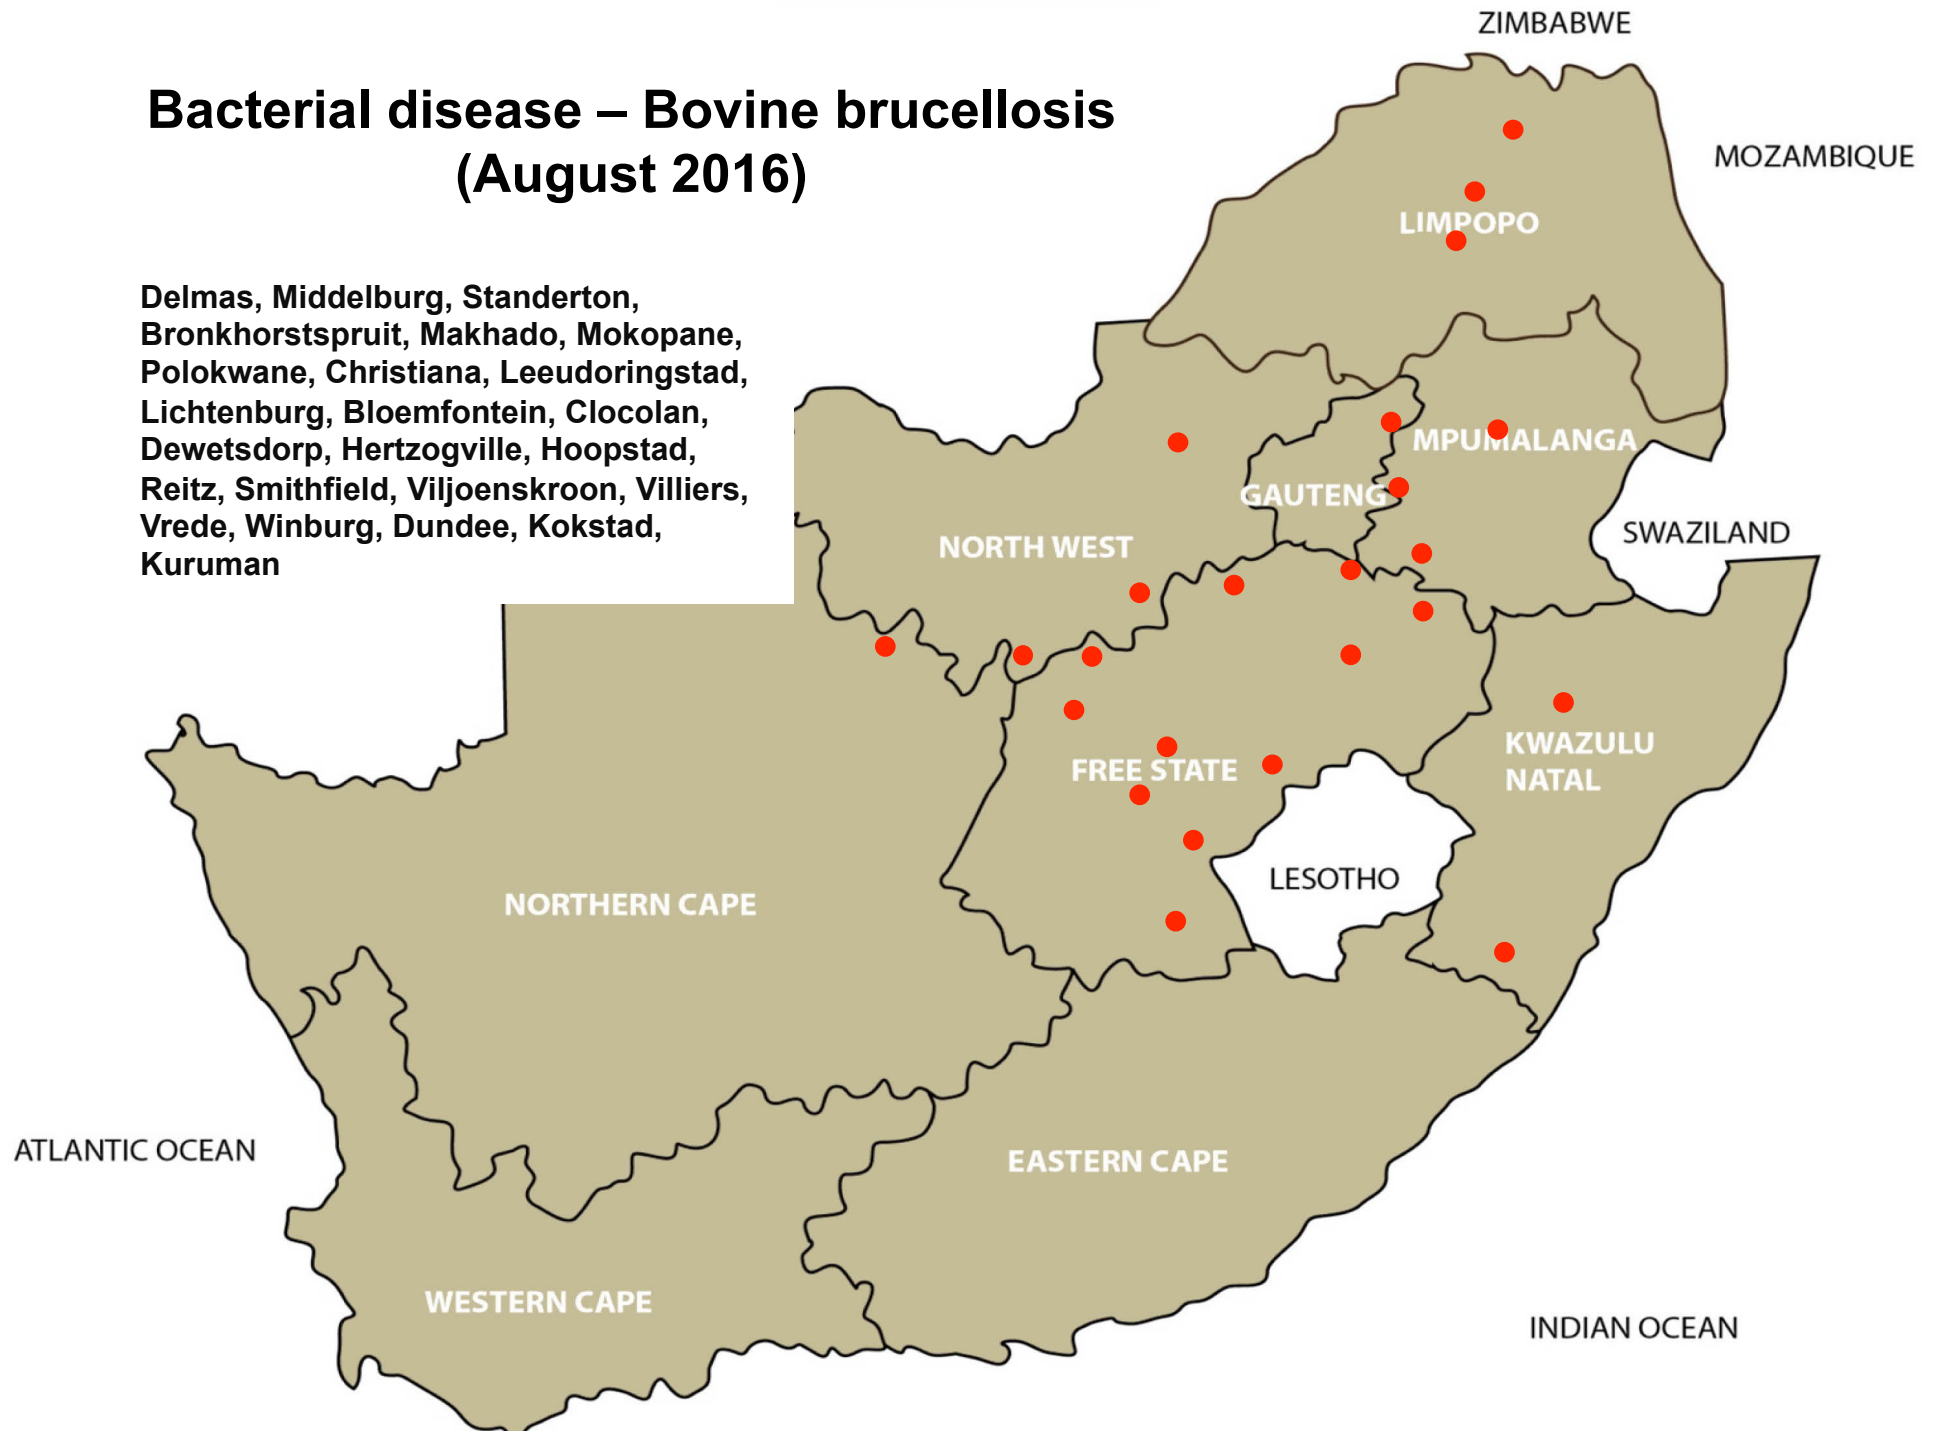 ZIMBABWE
Bacterial disease – Bovine brucellosis
(August 2016)
MOZAMBIQUE
LIMPOPO
Delmas, Middelburg, Standerton,
Bronkhorstspruit, Makhado, Mokopane,
Polokwane, Christiana, Leeudoringstad,
Lichtenburg, Bloemfontein, Clocolan,
Dewetsdorp, Hertzogville, Hoopstad,
Reitz, Smithfield, Viljoenskroon, Villiers,
Vrede, Winburg, Dundee, Kokstad,
Kuruman
MPUMALANGA
GAUTENG
SWAZILAND
NORTH WEST
KWAZULU
NATAL
FREE STATE
LESOTHO
NORTHERN CAPE
ATLANTIC OCEAN
EASTERN CAPE
WESTERN CAPE
INDIAN OCEAN